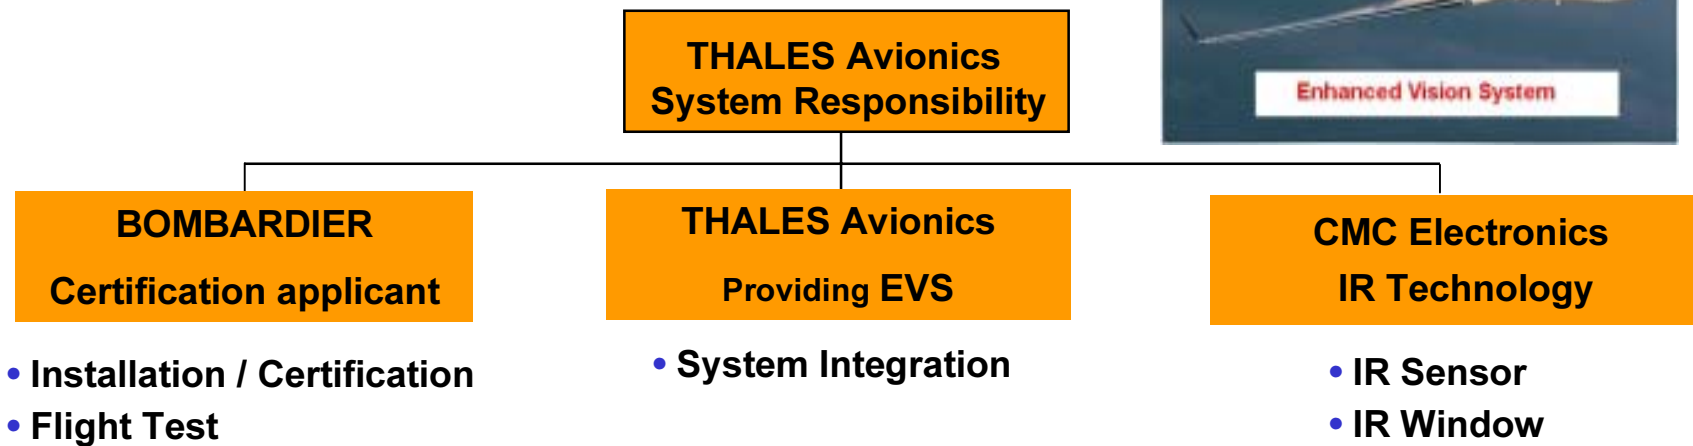 THALES Avionics
System Responsibility
Enhanced Vision System
BOMBARDIER
Certification applicant
• Installation / Certification
• Flight Test
THALES Avionics
Providing EVS
• System Integration
CMC Electronics
IR Technology
• IR Sensor
• IR Window